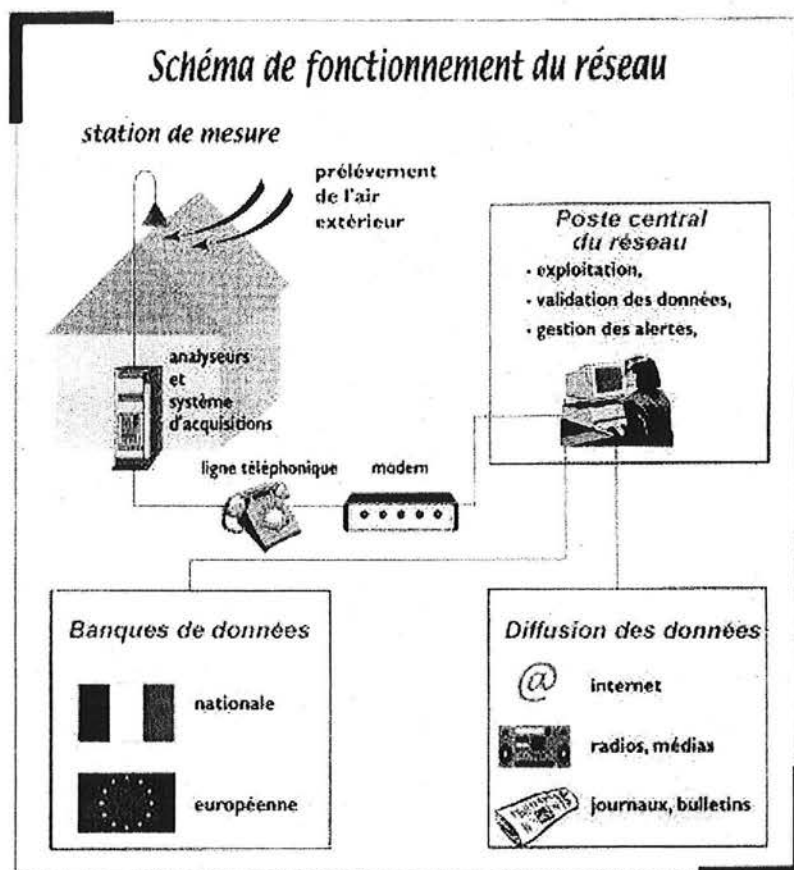 Schéma de fonctionnement du réseau
station de mesure
prélévement
de l'air
extérieur
Poste central
du réseau
• exploitation,
• validation des données,
• gestion des alertes,
analyseurs
et
système
d'acquisitions
ligne téléphonique
modem
Banques de données
nationale
européenne
Diffusion des données
@ internet
radios, médias
journaux, bulletins